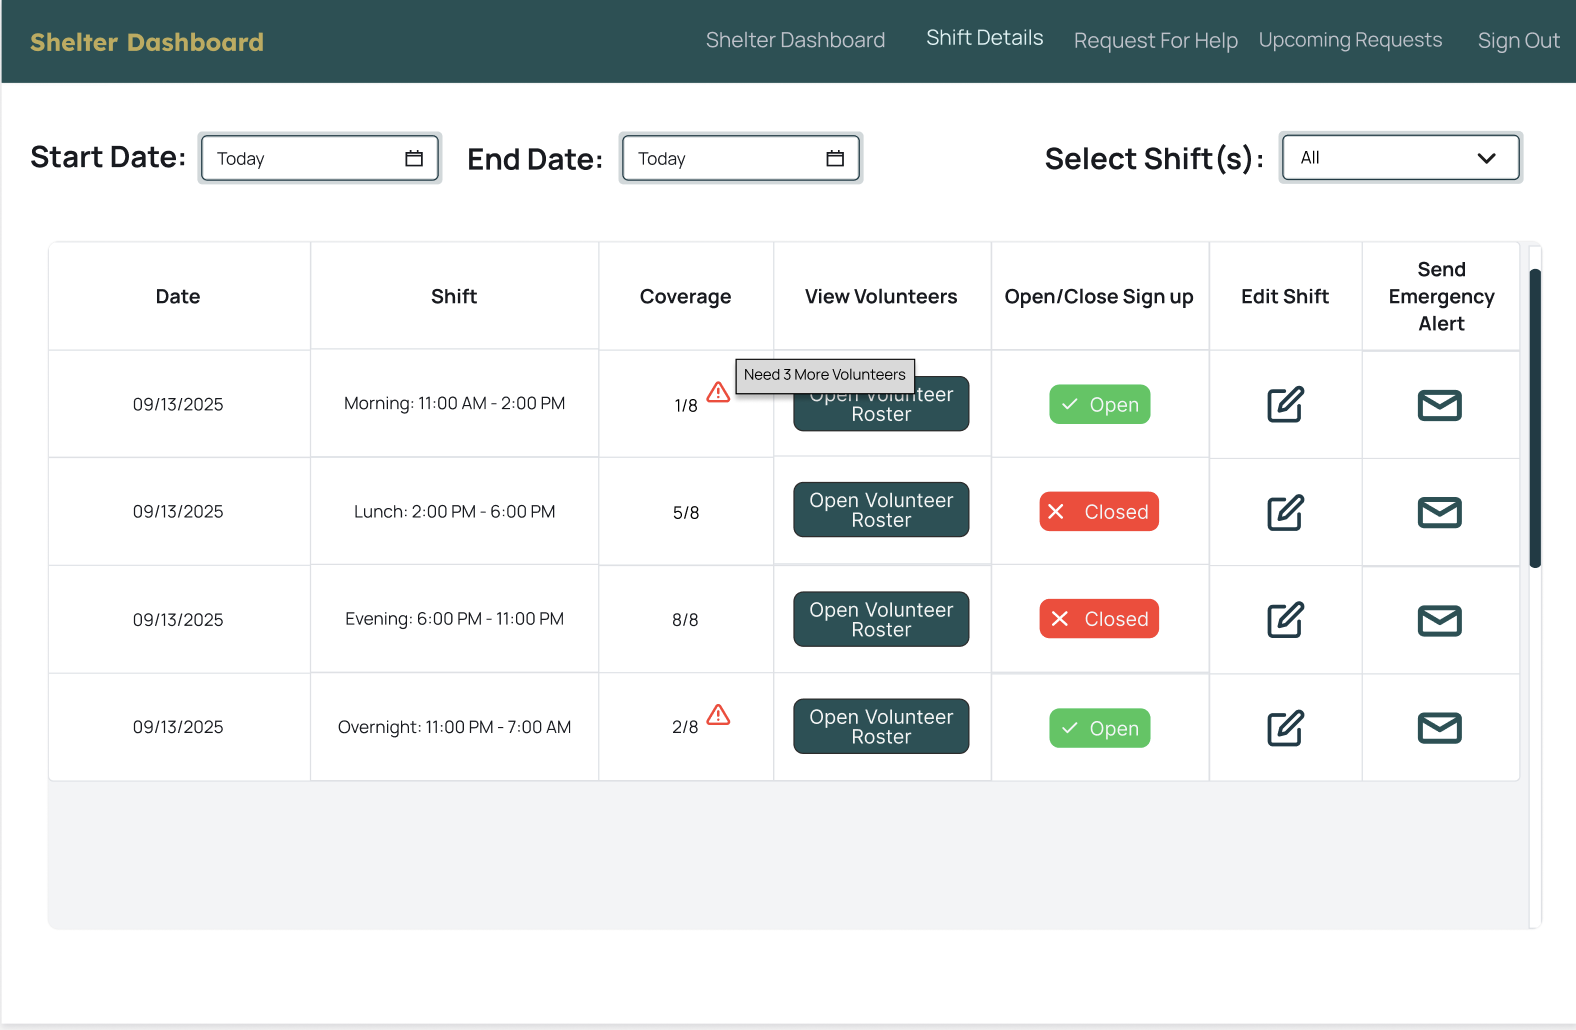 Shelter Dashboard
Shelter Dashboard Shift Details Request For Help Upcoming Requests Sign Out
Start Date: Today End Date: Today Select Shift(s): All
Date Shift Coverage View Volunteers Open/Close Sign up Edit Shift Send Emergency Alert
Need 3 More Volunteers
09/13/2025 Morning: 11:00 AM - 2:00 PM 1/8 Open Volunteer Roster Open
09/13/2025 Lunch: 2:00 PM - 6:00 PM 5/8 Open Volunteer Roster Closed
09/13/2025 Evening: 6:00 PM - 11:00 PM 8/8 Open Volunteer Roster Closed
09/13/2025 Overnight: 11:00 PM - 7:00 AM 2/8 Open Volunteer Roster Open